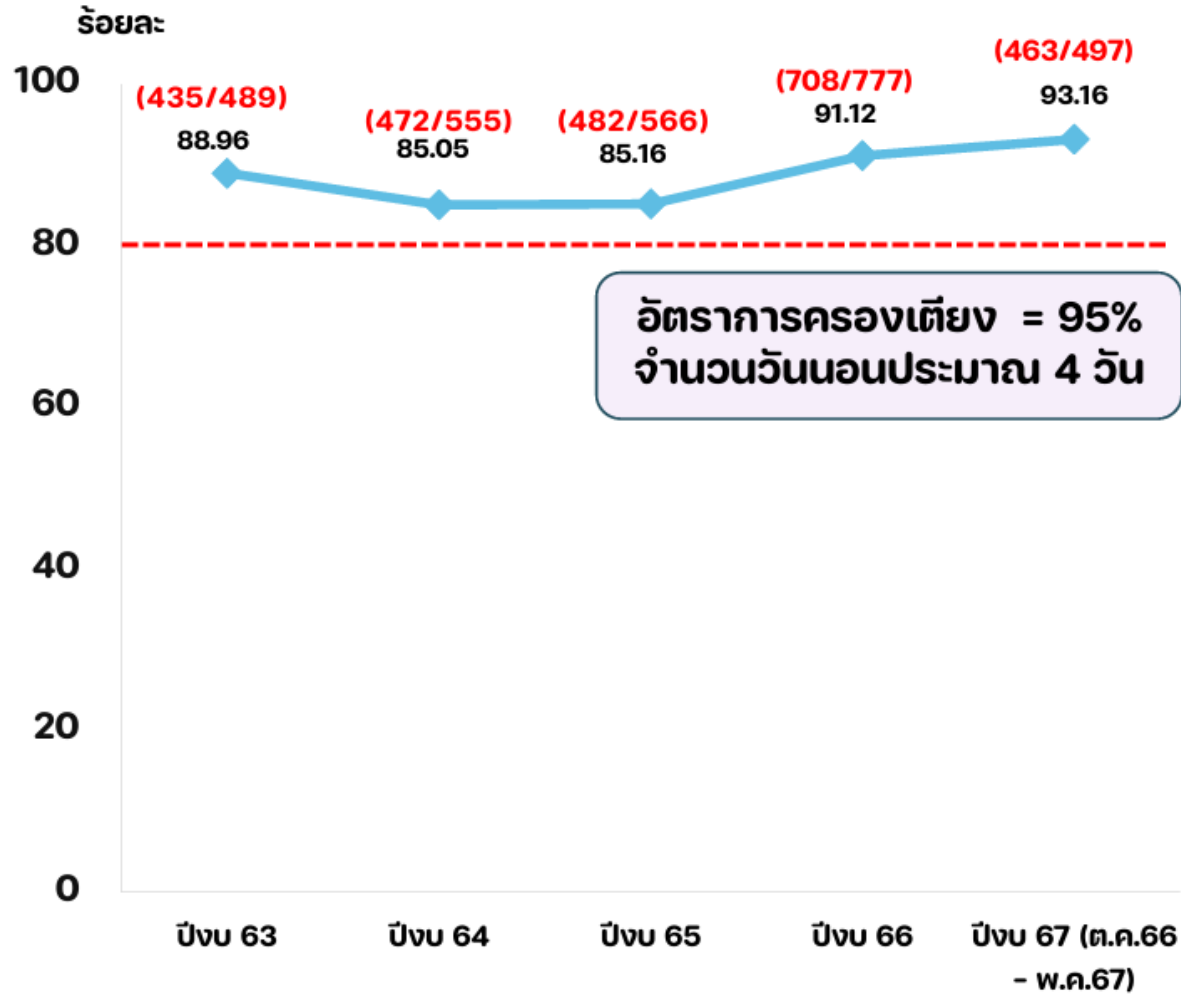 ร้อยละ
100
(435/489)
88.96
(472/555)
85.05
(482/566)
85.16
(708/777)
91.12
(463/497)
93.16
80
อัตราการครองเตียง = 95%
จำนวนวันนอนประมาณ 4 วัน
60
40
20
0
ปีงบ 63
ปีงบ 64
ปีงบ 65
ปีงบ 66
ปีงบ 67 (ต.ค.66
- พ.ค.67)